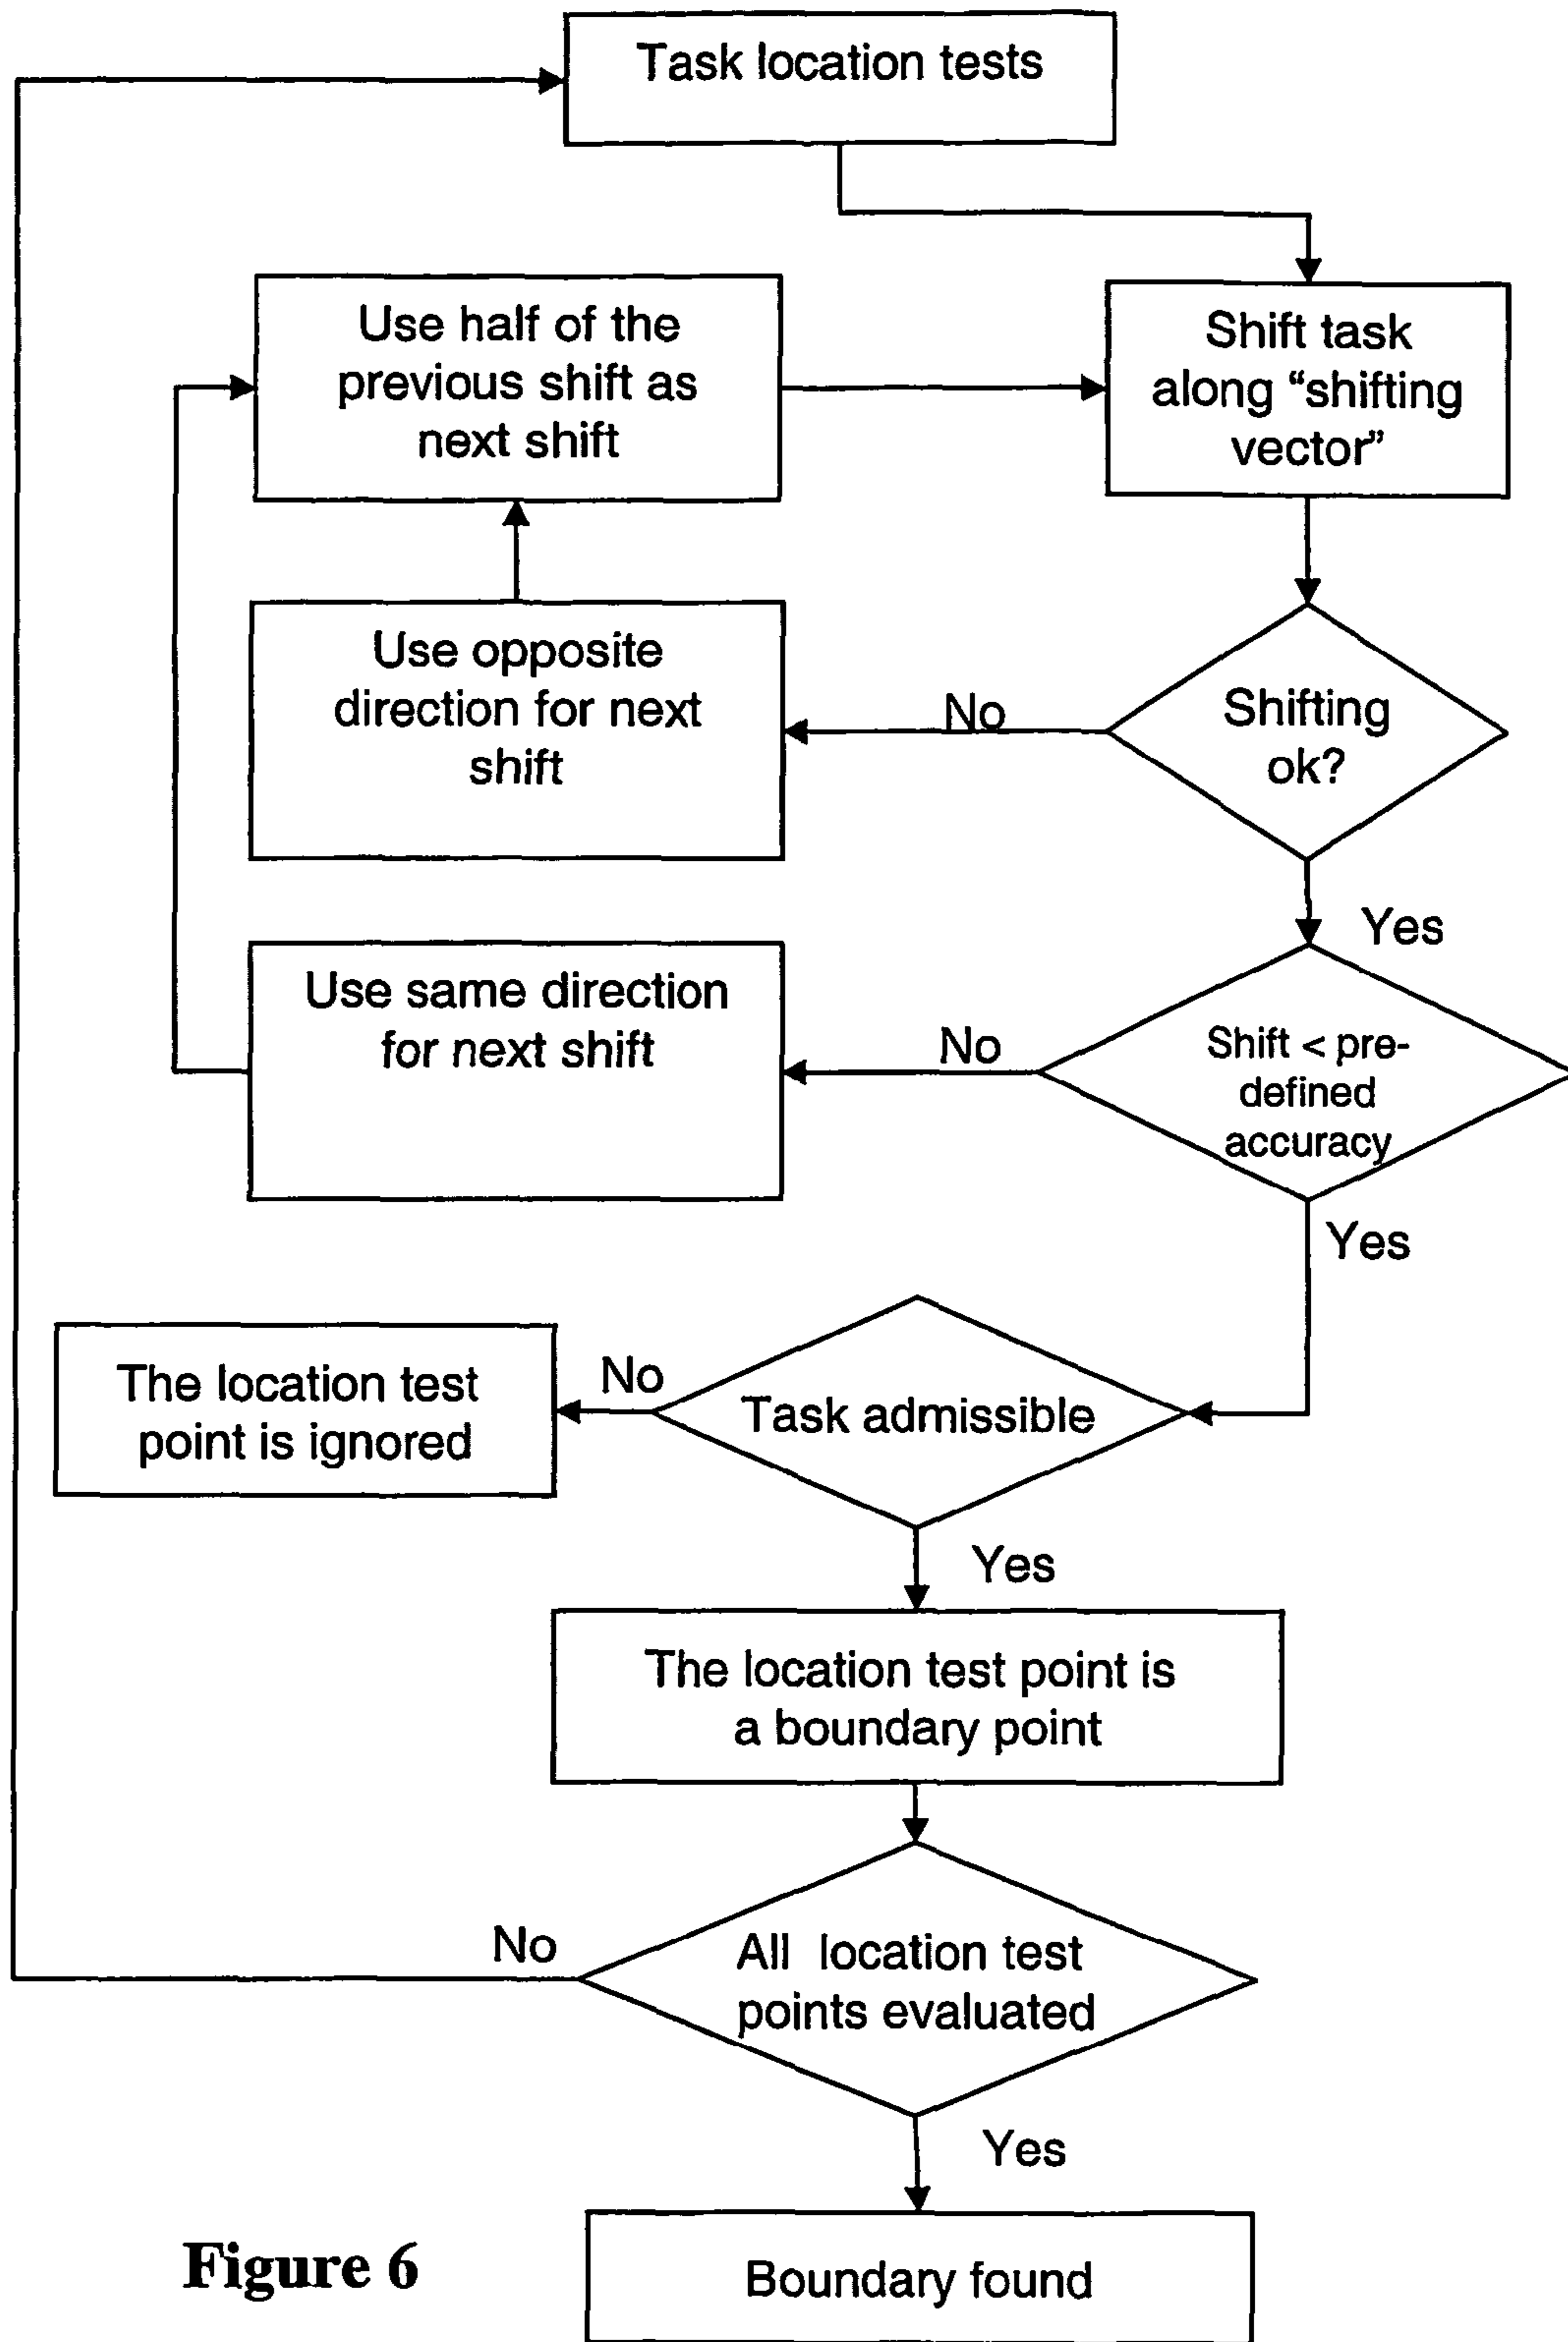 Task location tests
Use half of the
previous shift as
next shift
Shift task
along “shifting
vector”
Use opposite
direction for next
shift
No
Shifting
ok?
Yes
Use same direction
for next shift
No
Shift < pre-
defined
accuracy
Yes
The location test
point is ignored
No
Task admissible
Yes
The location test point is
a boundary point
No
All location test
points evaluated
Yes
Figure 6
Boundary found